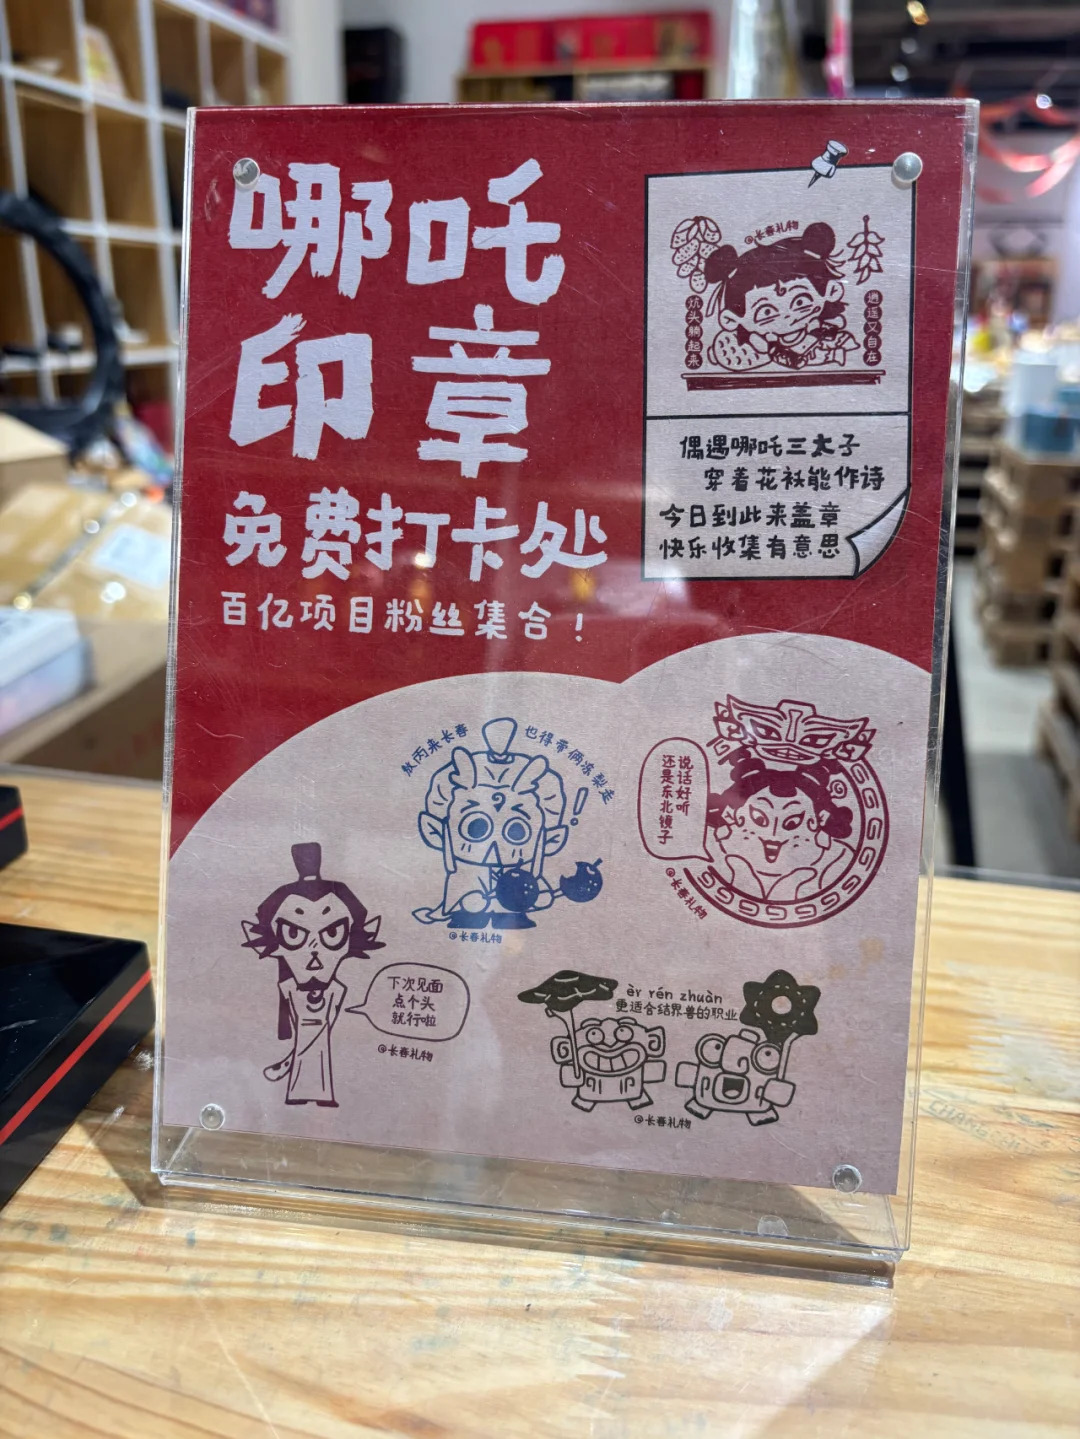 哪吒
印章
免费打卡处
百亿项目粉丝集合！
@长春礼物
炕头躺起来
逍遥又自在
偶遇哪吒三太子
穿着花袄能作诗
今日到此来盖章
快乐收集有意思
敖丙来长春
也得带俩冻梨走
@长春礼物
说话好听
还是东北镜子
@长春礼物
下次见面
点个头
就行啦
@长春礼物
èr rén zhuàn
更适合结界兽的职业
@长春礼物